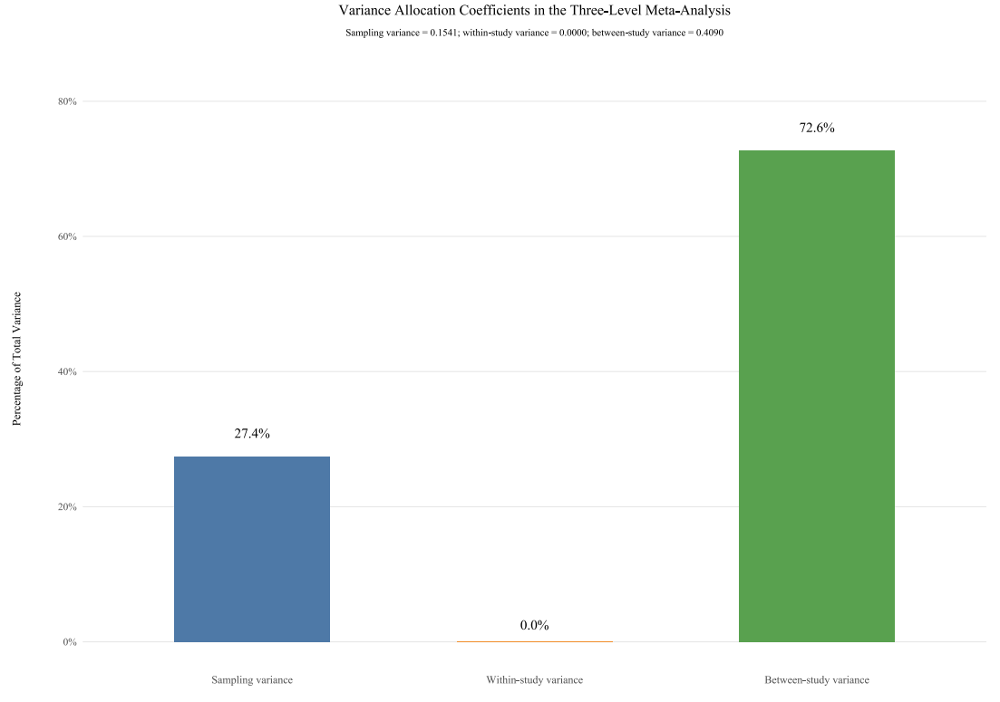 Variance Allocation Coefficients in the Three-Level Meta-Analysis
Sampling variance = 0.1541; within-study variance = 0.0000; between-study variance = 0.4090
Percentage of Total Variance
80%
60%
40%
20%
0%
27.4%
0.0%
72.6%
Sampling variance
Within-study variance
Between-study variance